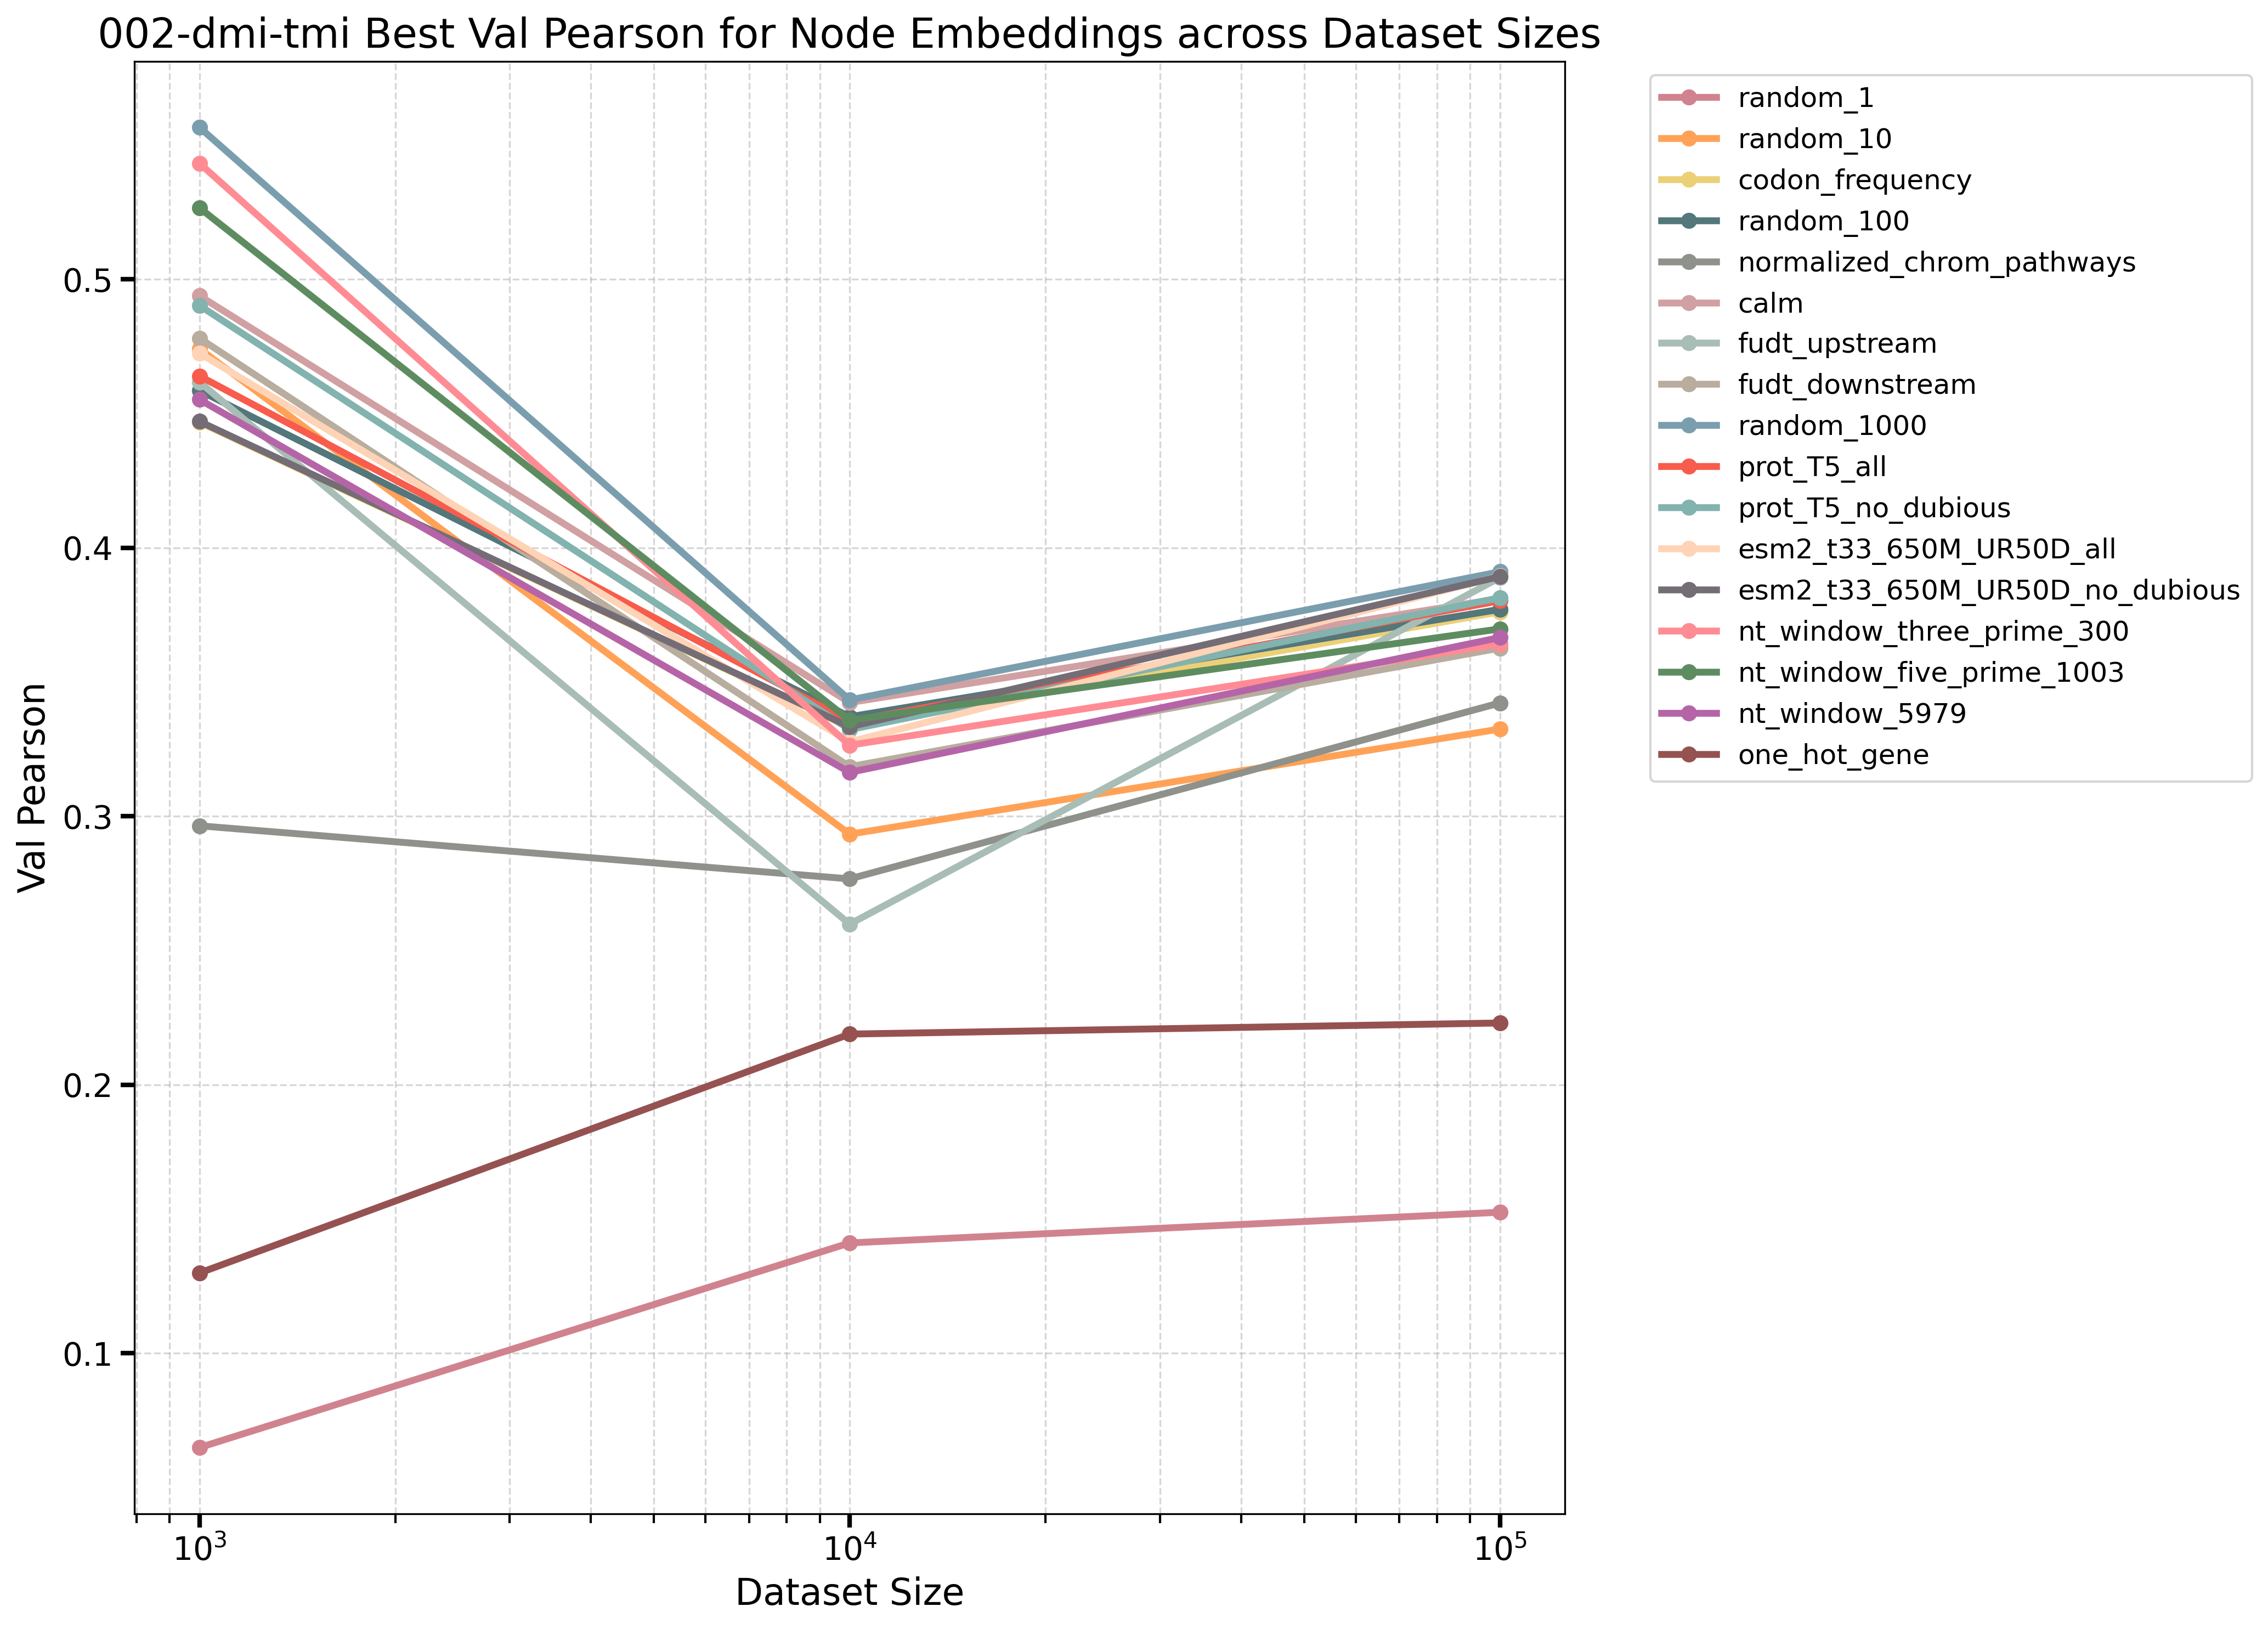 002-dmi-tmi Best Val Pearson for Node Embeddings across Dataset Sizes
random_1
random_10
codon_frequency
random_100
normalized_chrom_pathways
calm
fudt_upstream
fudt_downstream
random_1000
prot_T5_all
prot_T5_no_dubious
esm2_t33_650M_UR50D_all
esm2_t33_650M_UR50D_no_dubious
nt_window_three_prime_300
nt_window_five_prime_1003
nt_window_5979
one_hot_gene
Val Pearson
0.5
0.4
0.3
0.2
0.1
10³ 10⁴ 10⁵
Dataset Size